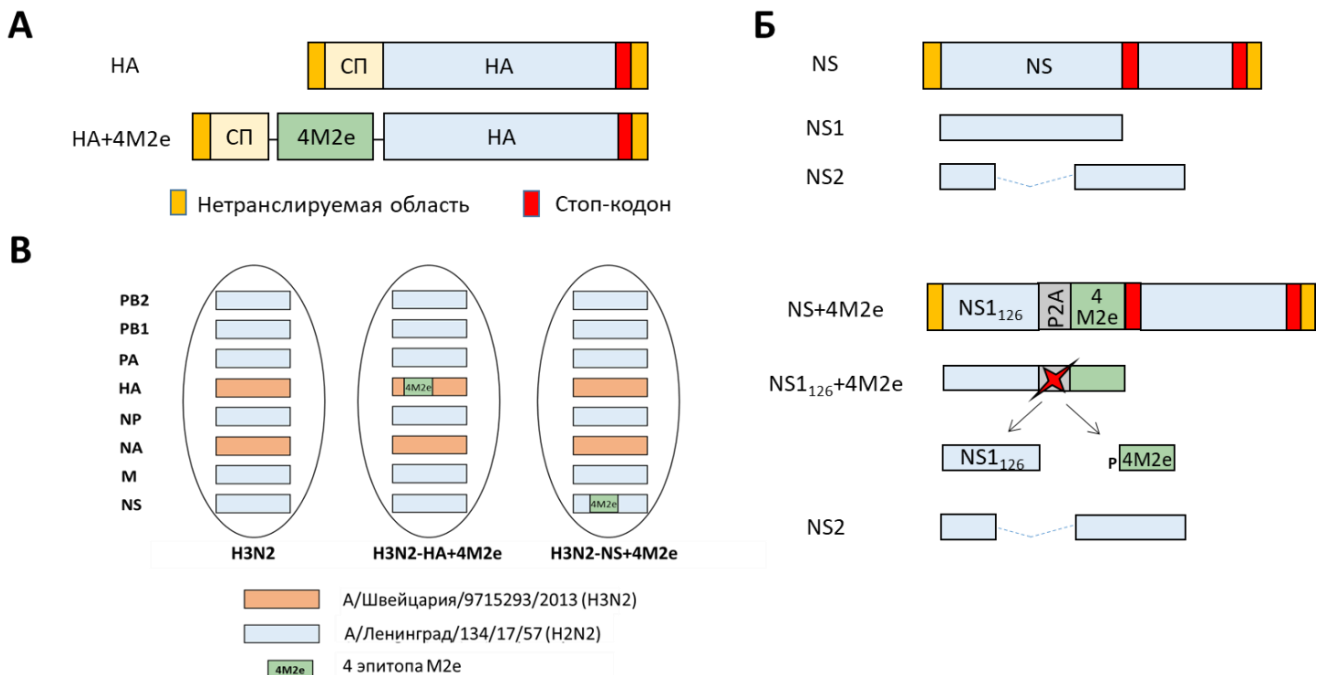 А
НА
СП
НА
НА+4М2е
СП
4М2е
НА
Нетранслируемая область
Стоп-кодон
Б
NS
NS
NS1
NS2
NS+4M2e
NS1126
P2A
4
M2e
NS1126+4M2e
NS1126
P
4M2e
NS2
В
PB2
PB1
PA
HA
4M2e
NP
NA
M
NS
4M2e
H3N2
H3N2-HA+4M2e
H3N2-NS+4M2e
А/Швейцария/9715293/2013 (H3N2)
А/Ленинград/134/17/57 (H2N2)
4M2e
4 эпитопа M2e